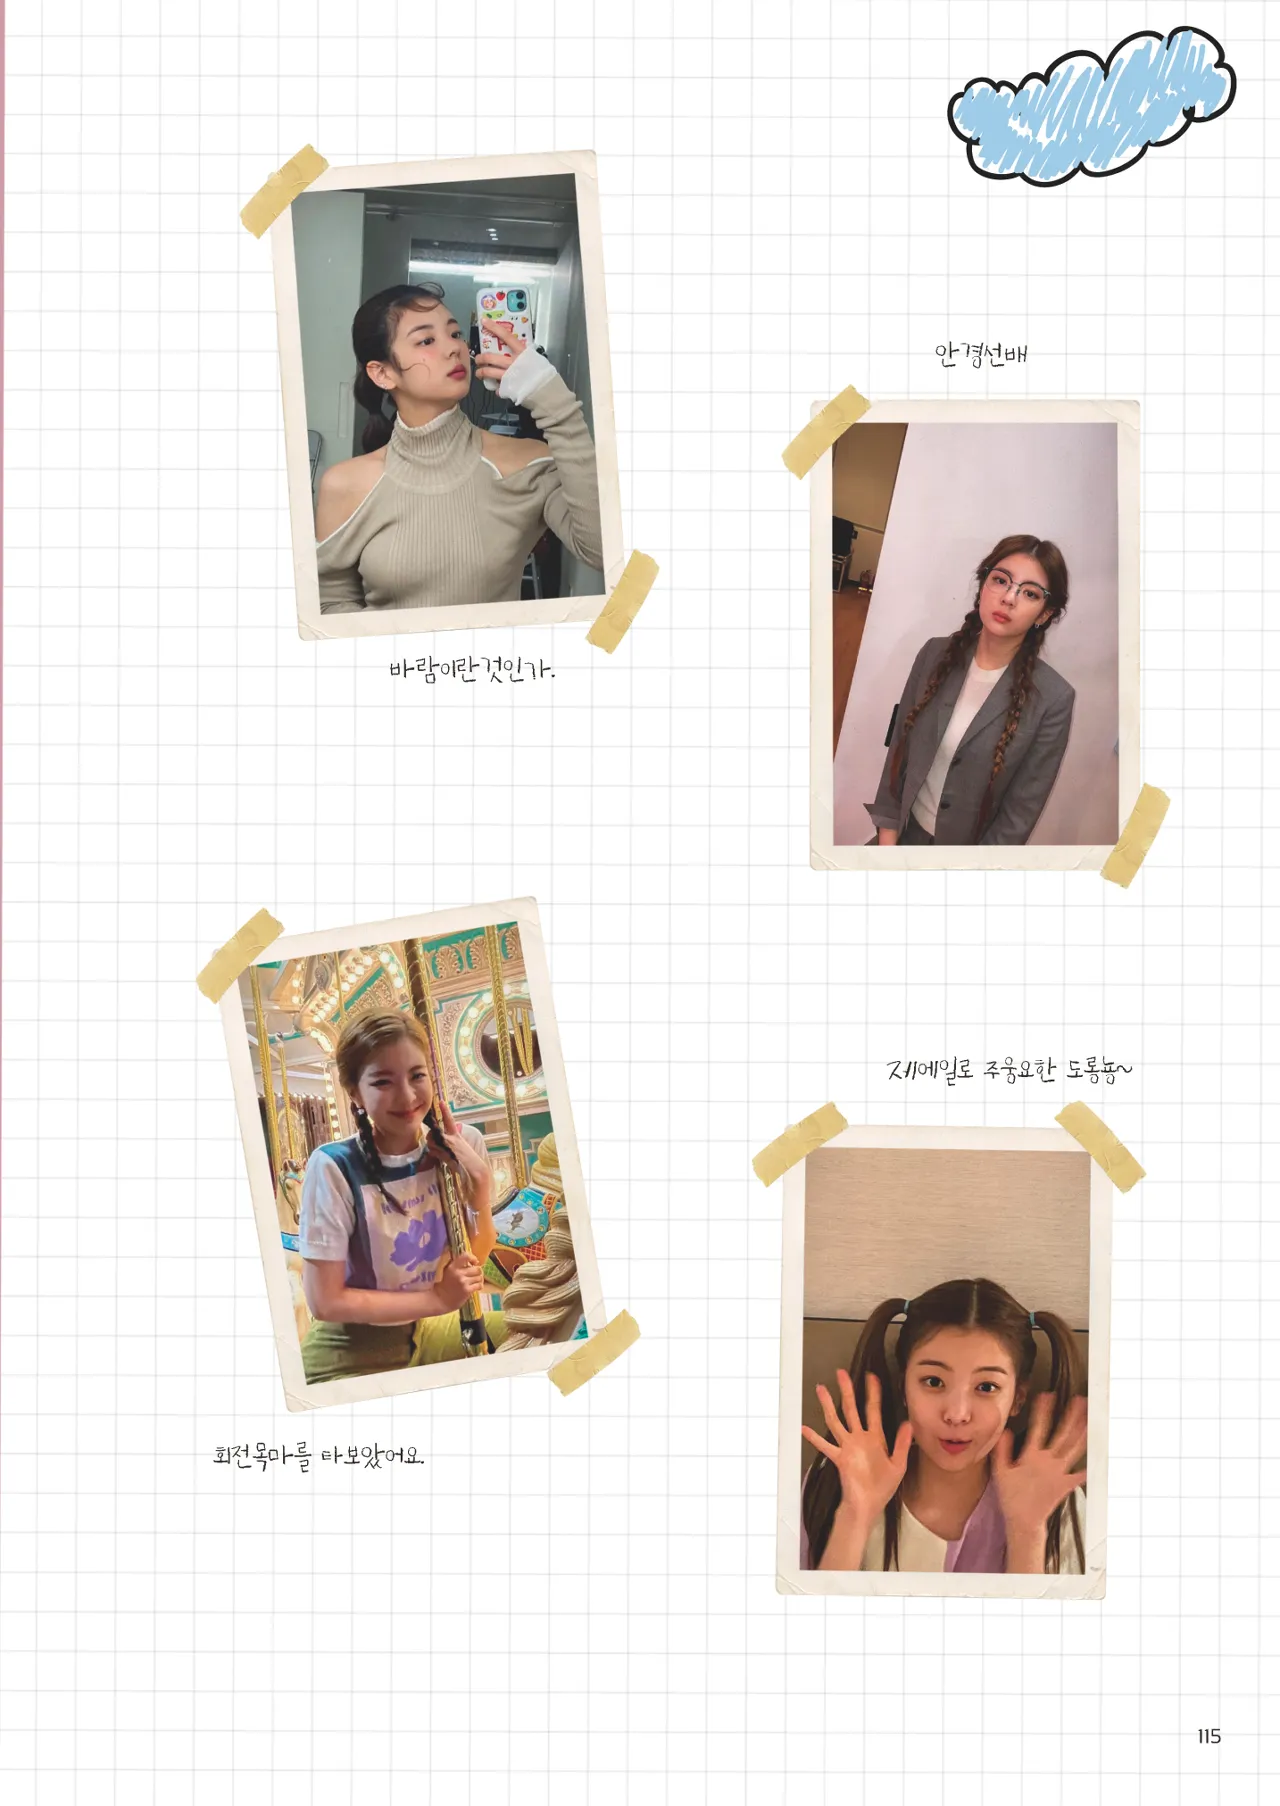 안경선배
바람이란것인가.
제에일로 주웅요한 도롱뇽~
회전목마를 타보았어요.
115